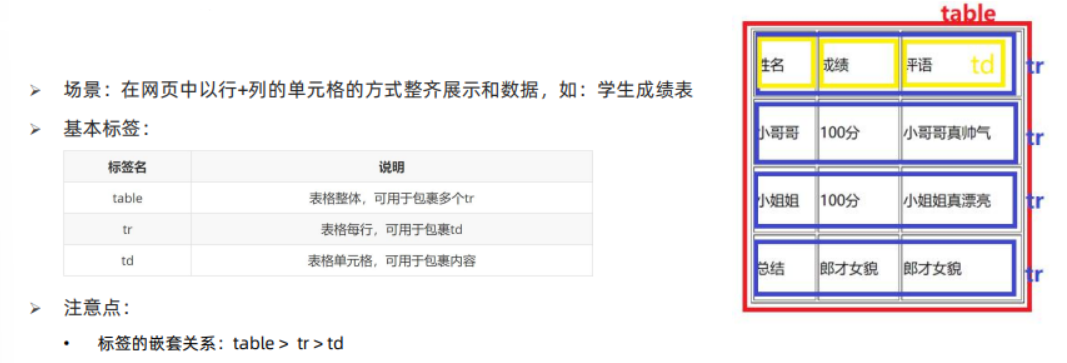 table
姓名 成绩 评语 td tr
场景：在网页中以行+列的单元格的方式整齐展示和数据，如：学生成绩表
基本标签：
小哥哥 100分 小哥哥真帅气 tr
标签名 说明
table 表格整体，可用于包裹多个tr
小姐姐 100分 小姐姐真漂亮 tr
tr 表格每行，可用于包裹td
td 表格单元格，可用于包裹内容
总结 郎才女貌 郎才女貌 tr
注意点：
标签的嵌套关系：table > tr > td